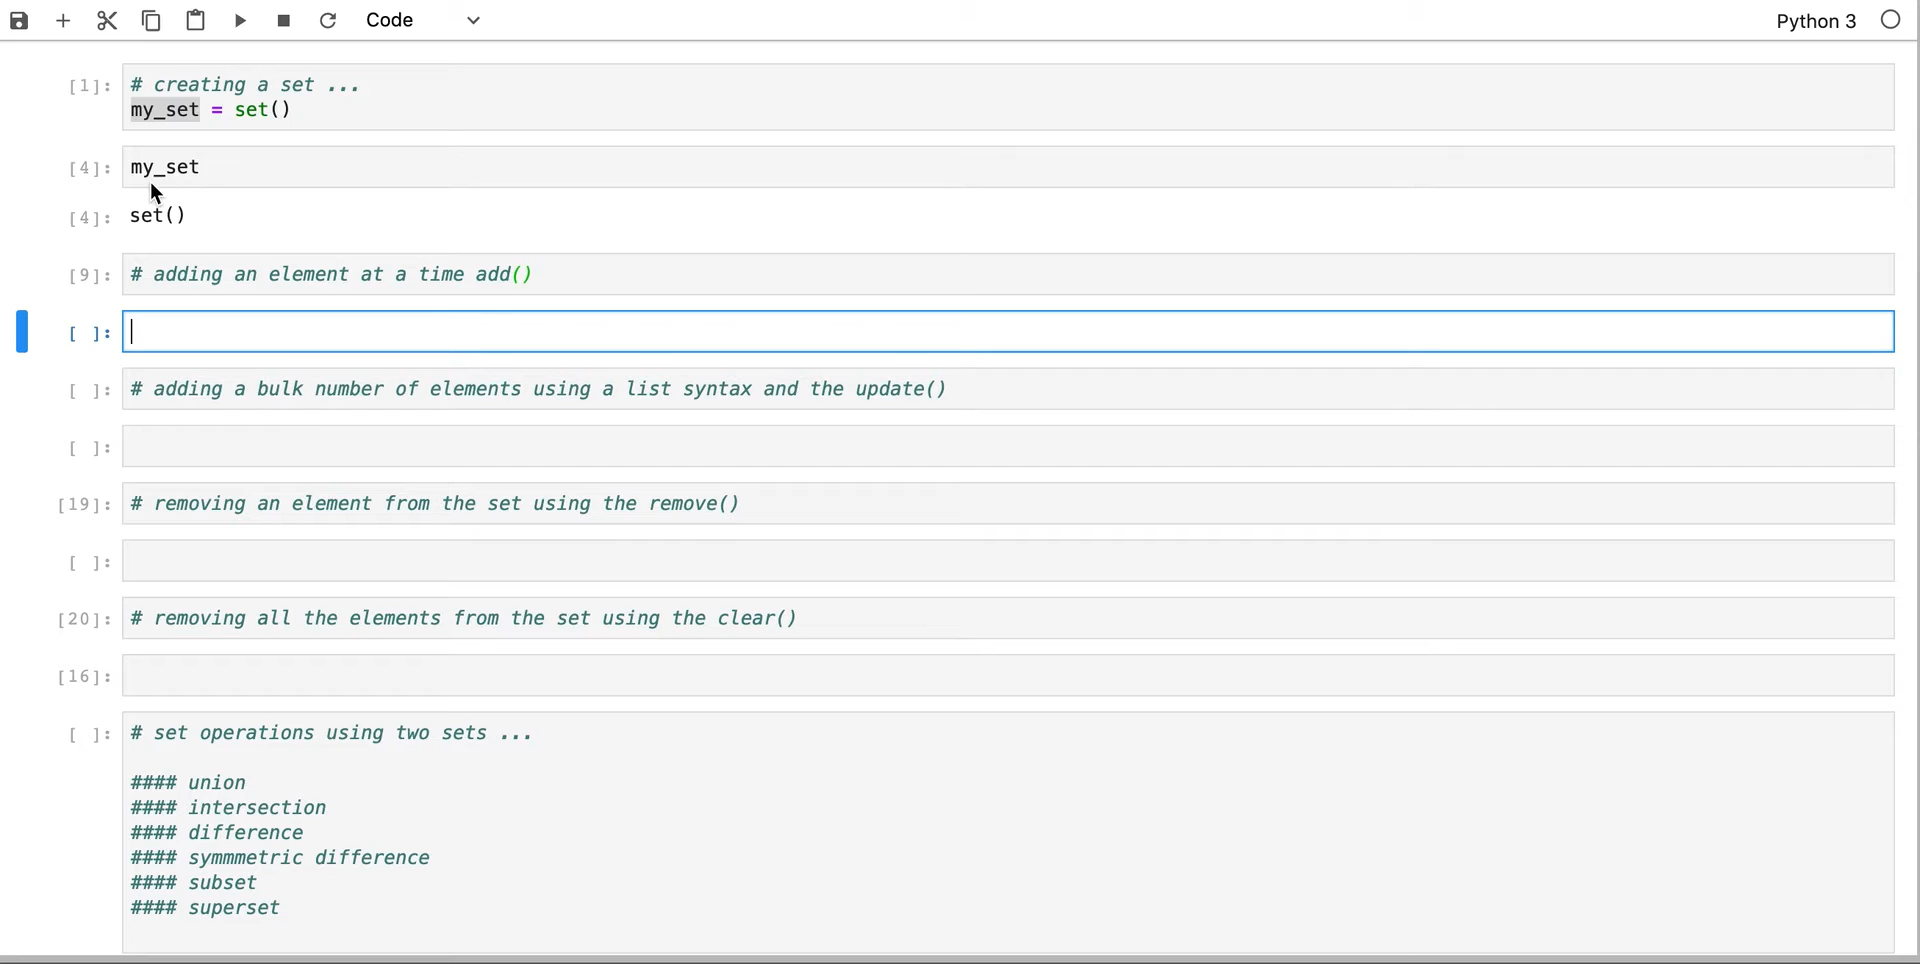 Code
Python 3
[1]:
# creating a set ...
my_set = set()
[4]:
my_set
[4]:
set()
[9]:
# adding an element at a time add()
[ ]:
[ ]:
# adding a bulk number of elements using a list syntax and the update()
[ ]:
[19]:
# removing an element from the set using the remove()
[ ]:
[20]:
# removing all the elements from the set using the clear()
[16]:
[ ]:
# set operations using two sets ...
#### union
#### intersection
#### difference
#### symmmetric difference
#### subset
#### superset